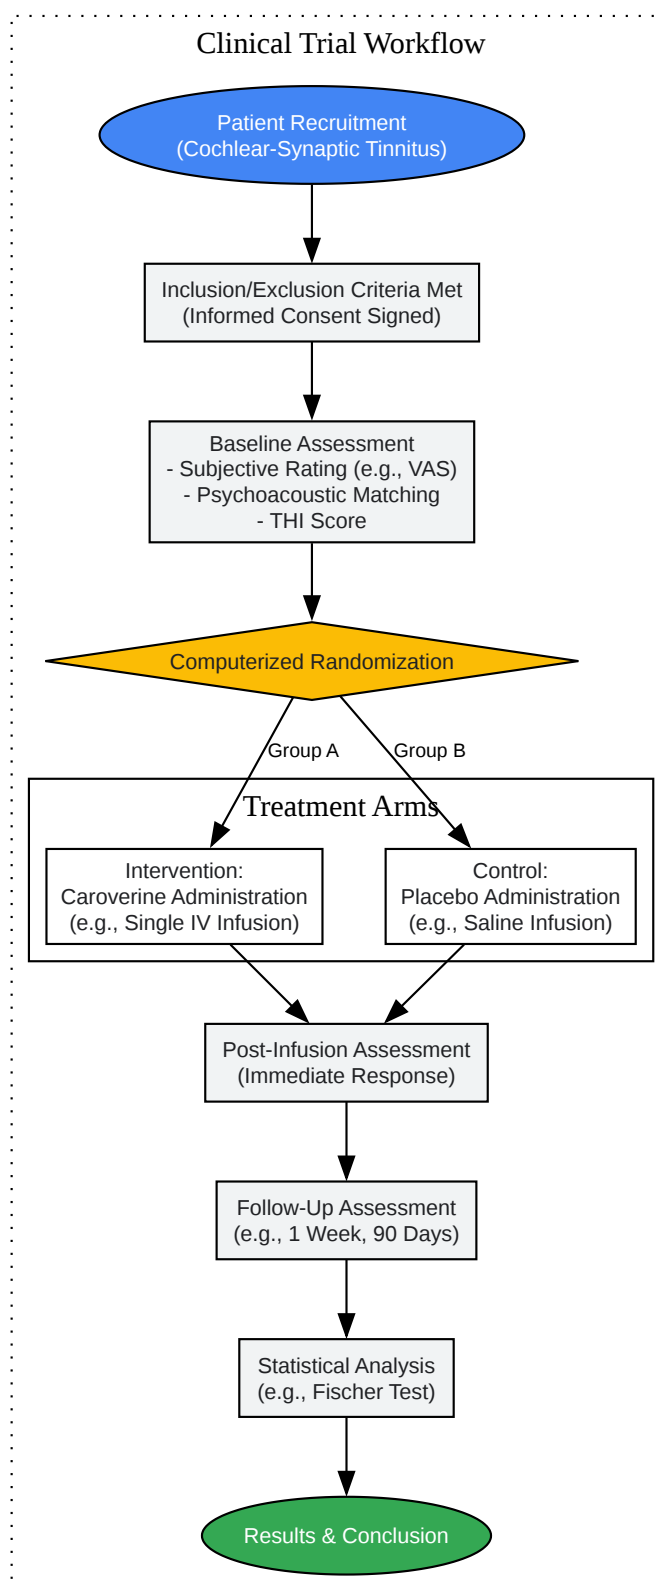 Clinical Trial Workflow
Patient Recruitment
(Cochlear-Synaptic Tinnitus)
Inclusion/Exclusion Criteria Met
(Informed Consent Signed)
Baseline Assessment
- Subjective Rating (e.g., VAS)
- Psychoacoustic Matching
- THI Score
Computerized Randomization
Group A
Group B
Treatment Arms
Intervention:
Caroverine Administration
(e.g., Single IV Infusion)
Control:
Placebo Administration
(e.g., Saline Infusion)
Post-Infusion Assessment
(Immediate Response)
Follow-Up Assessment
(e.g., 1 Week, 90 Days)
Statistical Analysis
(e.g., Fischer Test)
Results & Conclusion